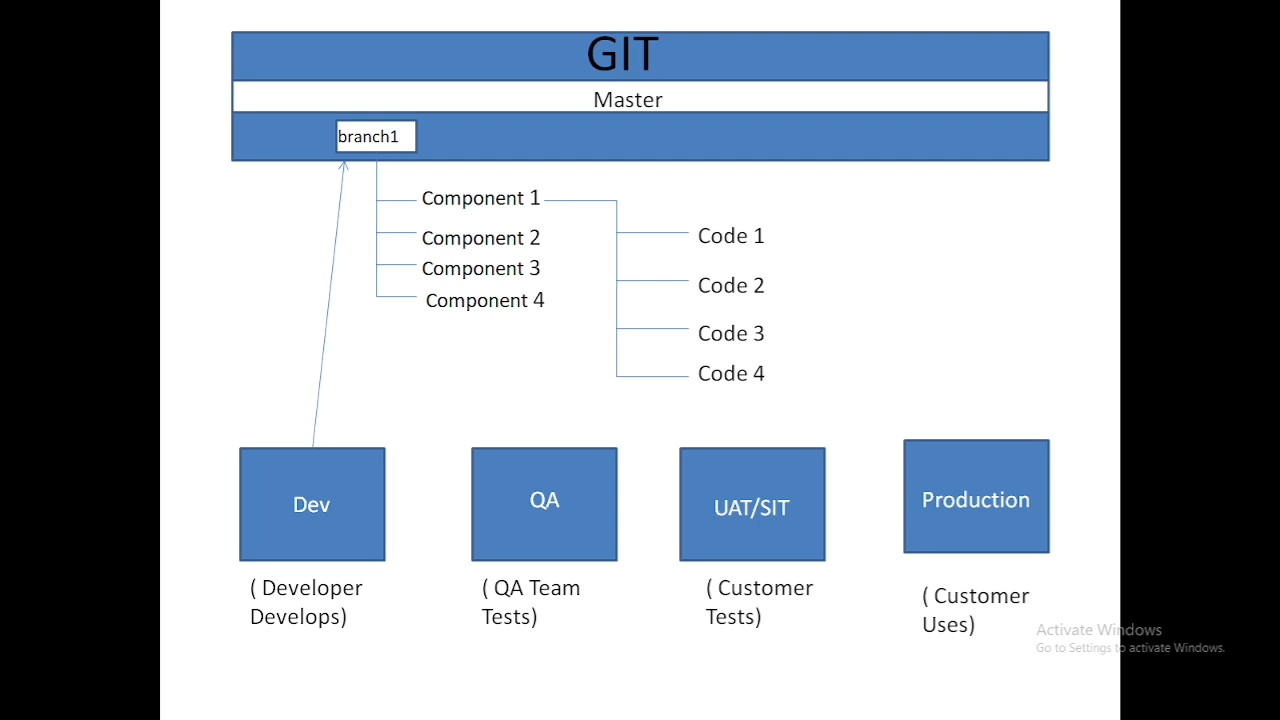 GIT
Master
branch1
Component 1
Component 2
Component 3
Component 4
Code 1
Code 2
Code 3
Code 4
Dev
QA
UAT/SIT
Production
( Developer
Develops)
( QA Team
Tests)
( Customer
Tests)
( Customer
Uses)
Activate Windows
Go to Settings to activate Windows.